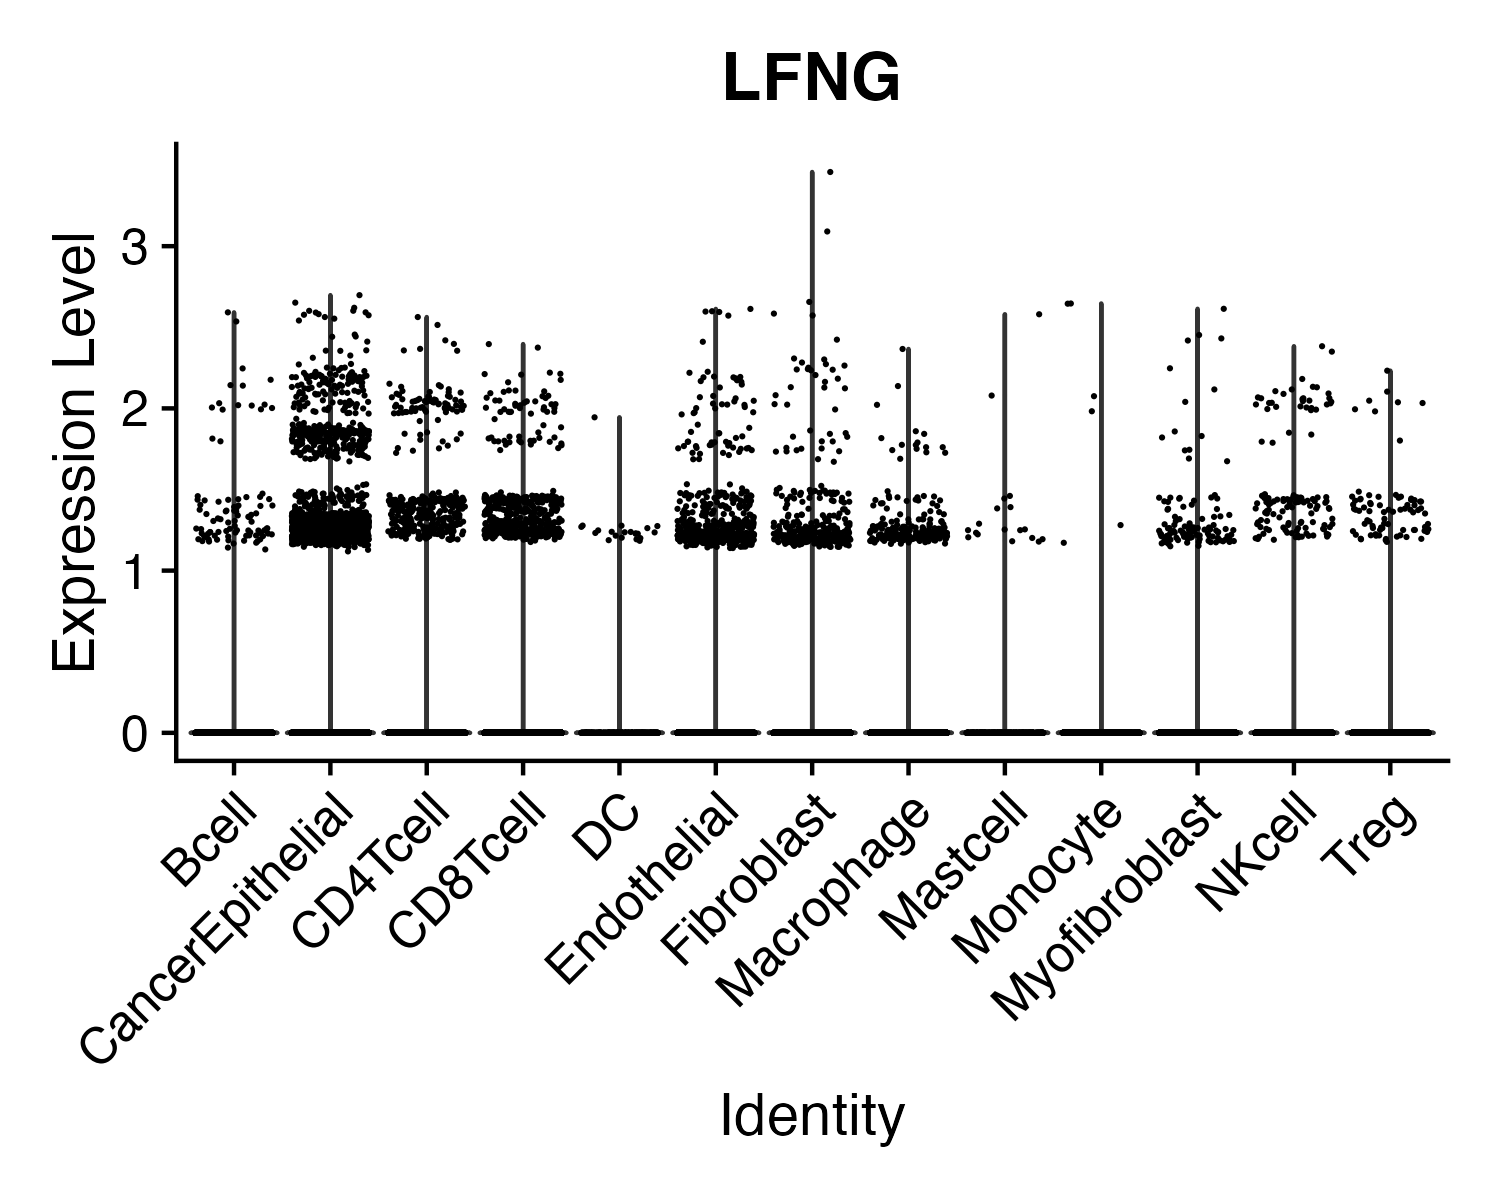 LFNG
Expression Level
3
2
1
0
Bcell
CancerEpithelial
CD4Tcell
CD8Tcell
DC
Endothelial
Fibroblast
Macrophage
Mastcell
Monocyte
Myofibroblast
NKcell
Treg
Identity